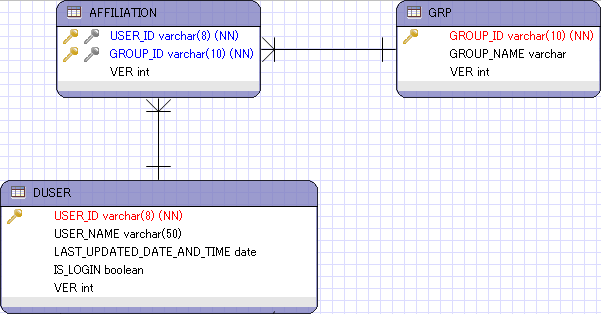 AFFILIATION
USER_ID varchar(8) (NN)
GROUP_ID varchar(10) (NN)
VER int
GRP
GROUP_ID varchar(10) (NN)
GROUP_NAME varchar
VER int
DUSER
USER_ID varchar(8) (NN)
USER_NAME varchar(50)
LAST_UPDATED_DATE_AND_TIME date
IS_LOGIN boolean
VER int